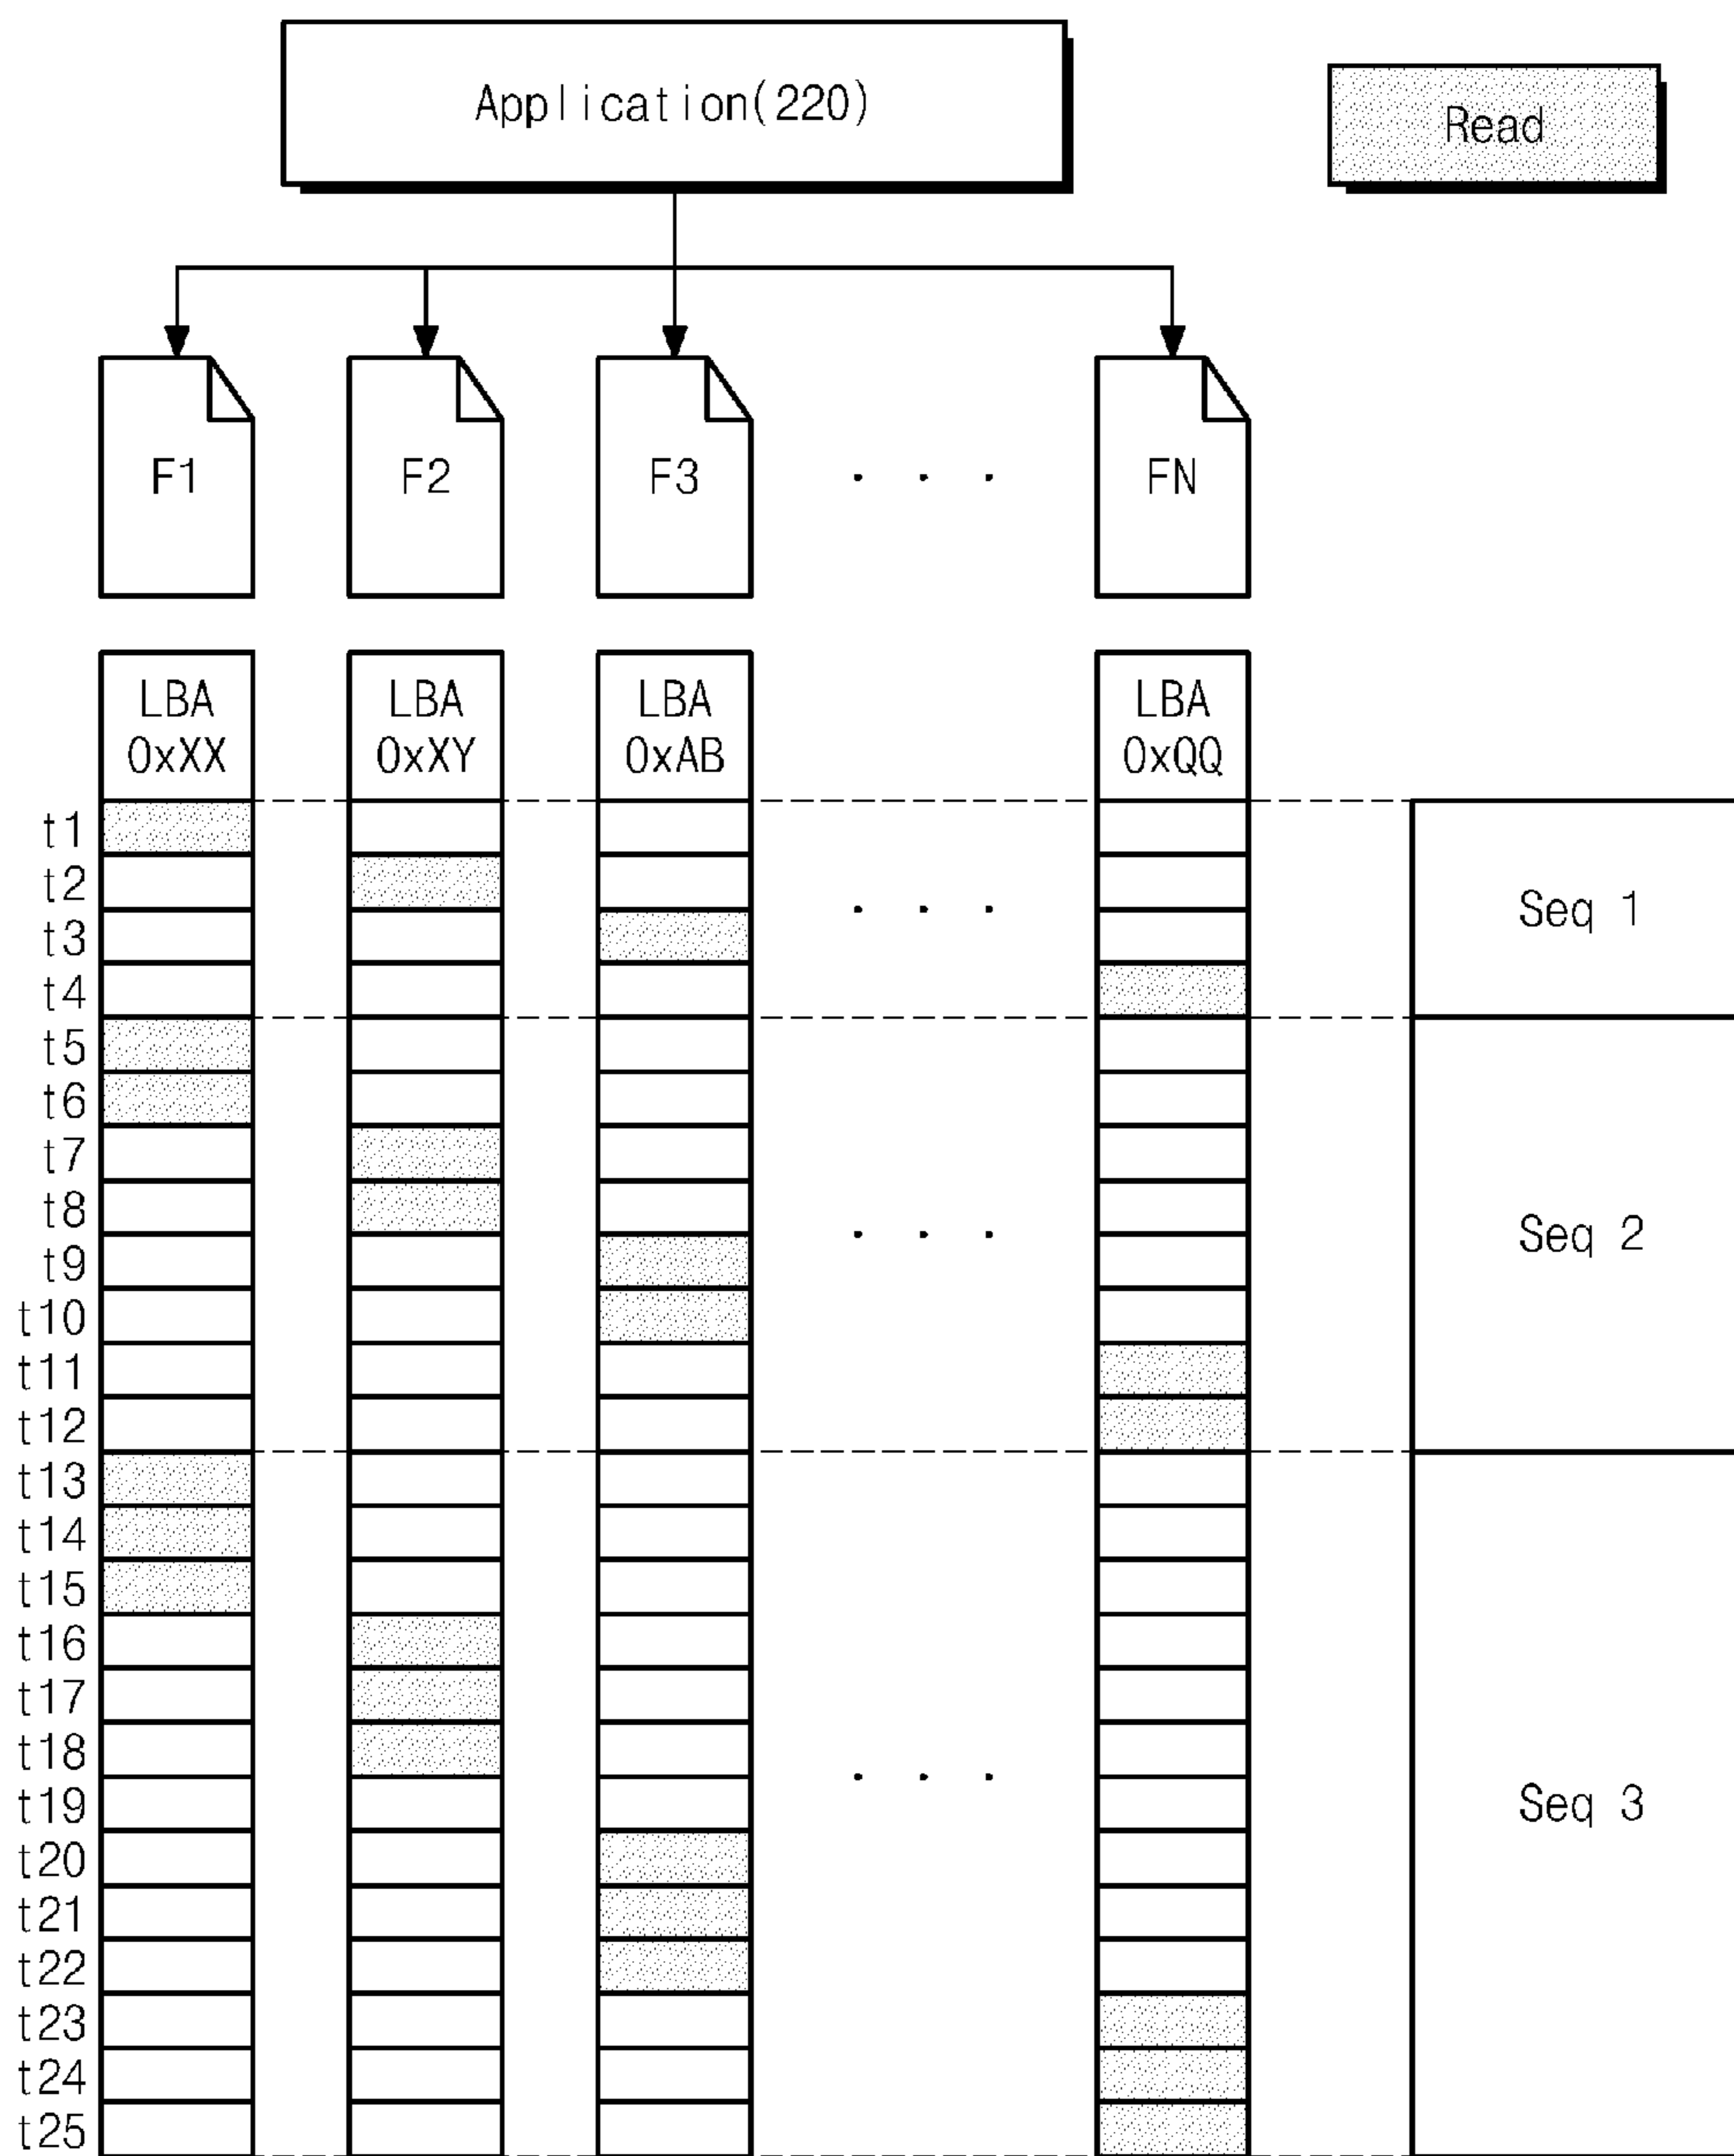 Application(220)
Read
F1
F2
F3
. . .
FN
LBA
0xXX
LBA
0xXY
LBA
0xAB
LBA
0xQQ
t1
t2
t3
t4
. . .
Seq 1
t5
t6
t7
t8
t9
t10
t11
t12
. . .
Seq 2
t13
t14
t15
t16
t17
t18
t19
t20
t21
t22
t23
t24
t25
. . .
Seq 3